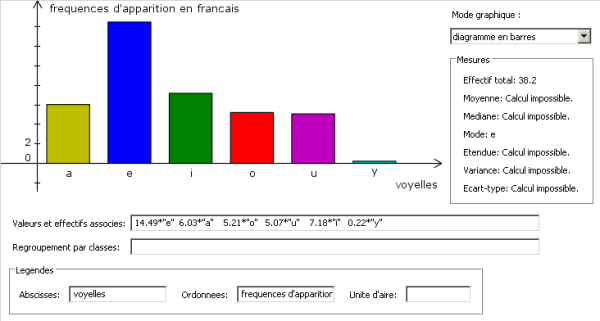 frequences d'apparition en francais
2
0
a e i o u y
voyelles
Mode graphique :
diagramme en barres
Mesures
Effectif total: 38.2
Moyenne: Calcul impossible.
Mediane: Calcul impossible.
Mode: e
Etendue: Calcul impossible.
Variance: Calcul impossible.
Ecart-type: Calcul impossible.
Valeurs et effectifs associes: 14.49*"e" 6.03*"a" 5.21*"o" 5.07*"u" 7.18*"i" 0.22*"y"
Regroupement par classes:
Legendes
Abscisses: voyelles Ordonnees: frequences d'apparition Unite d'aire: